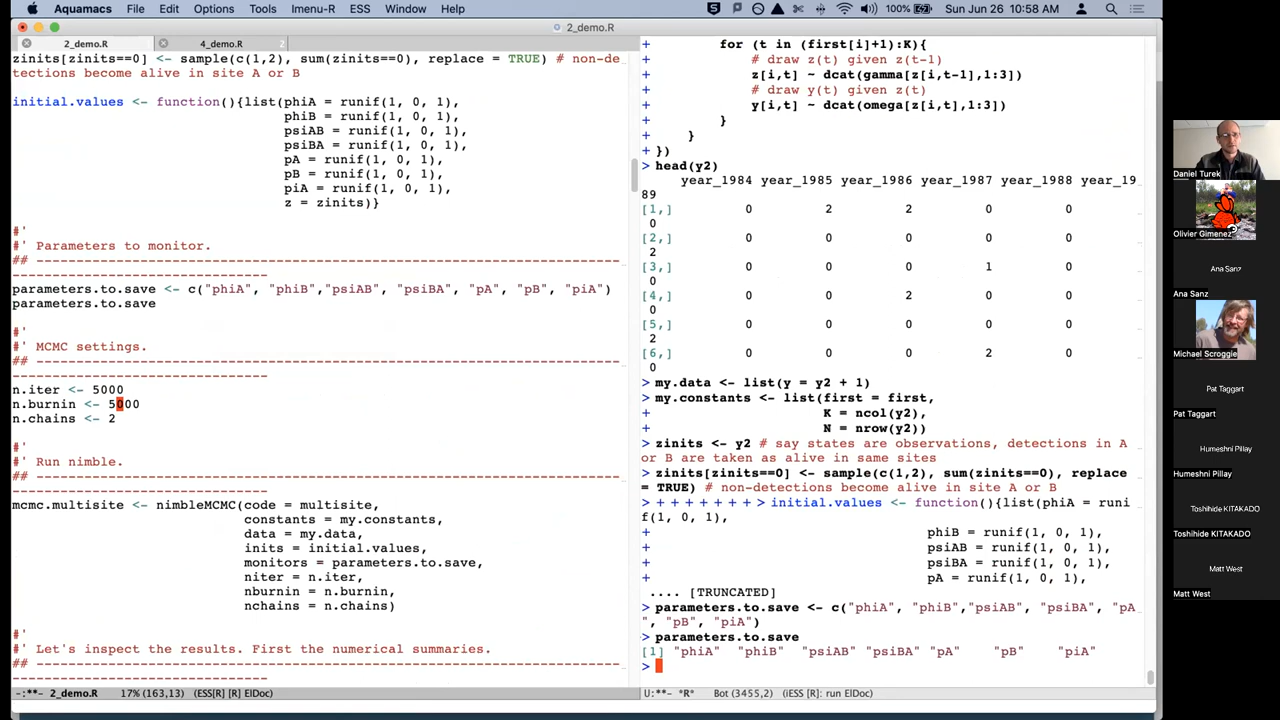 Aquamacs File Edit Options Tools Imenu-R ESS Window Help 100% Sun Jun 26 10:58 AM
2_demo.R
2_demo.R 4_demo.R 2
zinits[zinits==0] <- sample(c(1,2), sum(zinits==0), replace = TRUE) # non-de
tections become alive in site A or B
initial.values <- function(){list(phiA = runif(1, 0, 1),
phiB = runif(1, 0, 1),
psiAB = runif(1, 0, 1),
psiBA = runif(1, 0, 1),
pA = runif(1, 0, 1),
pB = runif(1, 0, 1),
piA = runif(1, 0, 1),
z = zinits)}
#'
#' Parameters to monitor.
## ------------------------------------------------------------------------------
---------------------------------
parameters.to.save <- c("phiA", "phiB","psiAB", "psiBA", "pA", "pB", "piA")
parameters.to.save
#'
#' MCMC settings.
## ------------------------------------------------------------------------------
---------------------------------
n.iter <- 5000
n.burnin <- 5000
n.chains <- 2
#'
#' Run nimble.
## ------------------------------------------------------------------------------
---------------------------------
mcmc.multisite <- nimbleMCMC(code = multisite,
constants = my.constants,
data = my.data,
inits = initial.values,
monitors = parameters.to.save,
niter = n.iter,
nburnin = n.burnin,
nchains = n.chains)
#'
#' Let's inspect the results. First the numerical summaries.
## ------------------------------------------------------------------------------
-:**- 2_demo.R 17% (163,13) (ESS[R] [R] ElDoc)
+ for (t in (first[i]+1):K){
+ # draw z(t) given z(t-1)
+ z[i,t] ~ dcat(gamma[z[i,t-1],1:3])
+ # draw y(t) given z(t)
+ y[i,t] ~ dcat(omega[z[i,t],1:3])
+ }
+ }
+ })
> head(y2)
year_1984 year_1985 year_1986 year_1987 year_1988 year_19
89
[1,] 0 2 2 0 0
0
[2,] 0 0 0 0 0
2
[3,] 0 0 0 1 0
0
[4,] 0 0 2 0 0
0
[5,] 0 0 0 0 0
2
[6,] 0 0 0 2 0
0
> my.data <- list(y = y2 + 1)
> my.constants <- list(first = first,
+ K = ncol(y2),
+ N = nrow(y2))
> zinits <- y2 # say states are observations, detections in A
or B are taken as alive in same sites
> zinits[zinits==0] <- sample(c(1,2), sum(zinits==0), replace
= TRUE) # non-detections become alive in site A or B
> + + + + + + + > initial.values <- function(){list(phiA = runi
f(1, 0, 1),
+ phiB = runif(1, 0, 1),
+ psiAB = runif(1, 0, 1),
+ psiBA = runif(1, 0, 1),
+ pA = runif(1, 0, 1),
.... [TRUNCATED]
> parameters.to.save <- c("phiA", "phiB","psiAB", "psiBA", "pA
", "pB", "piA")
> parameters.to.save
[1] "phiA" "phiB" "psiAB" "psiBA" "pA" "pB" "piA"
>
U:**- *R* Bot (3455,2) (iESS [R]: run ElDoc)
Daniel Turek
Olivier Gimenez
Ana Sanz
Ana Sanz
Michael Scroggie
Pat Taggart
Pat Taggart
Humeshni Pillay
Humeshni Pillay
Toshihide KITAKADO
Toshihide KITAKADO
Matt West
Matt West